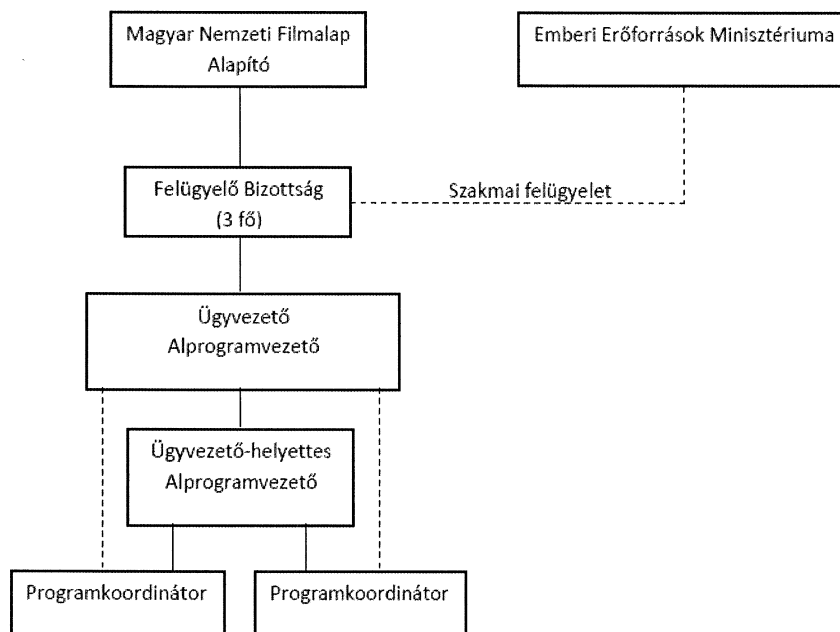 Magyar Nemzeti Filmalap
Alapító
Emberi Erőforrások Minisztériuma
Felügyelő Bizottság
(3 fő)
Szakmai felügyelet
Ügyvezető
Alprogramvezető
Ügyvezető-helyettes
Alprogramvezető
Programkoordinátor
Programkoordinátor